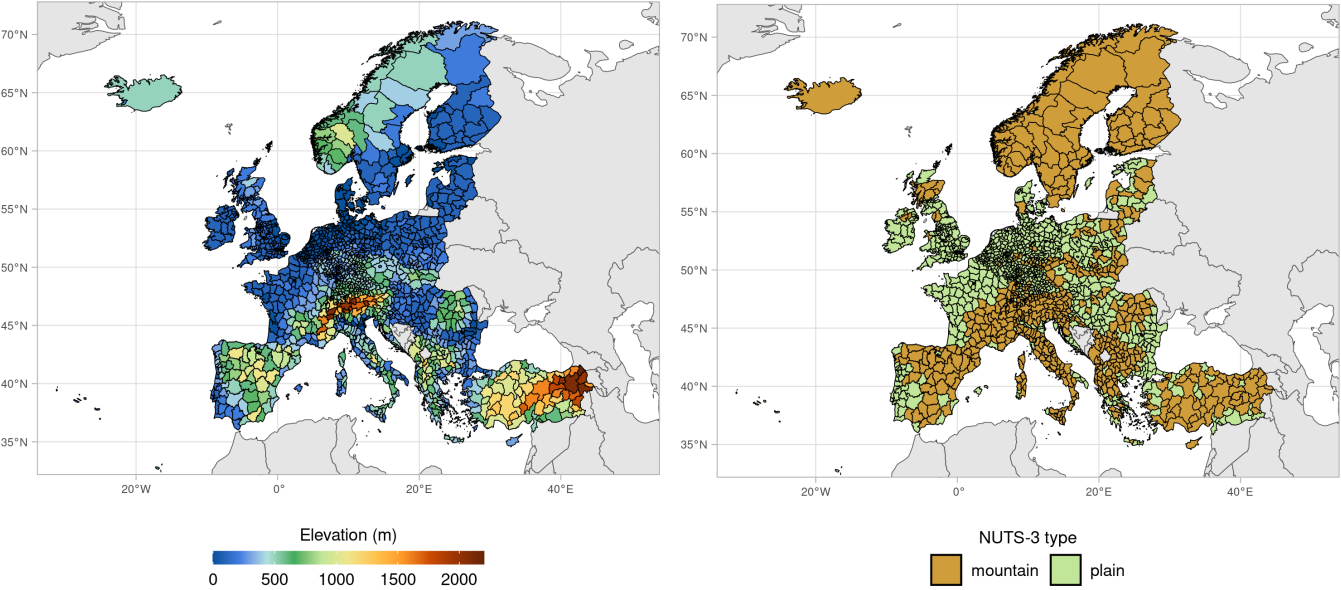 70°N
65°N
60°N
55°N
50°N
45°N
40°N
35°N
20°W 0° 20°E 40°E
Elevation (m)
0 500 1000 1500 2000
70°N
65°N
60°N
55°N
50°N
45°N
40°N
35°N
20°W 0° 20°E 40°E
NUTS-3 type
mountain plain